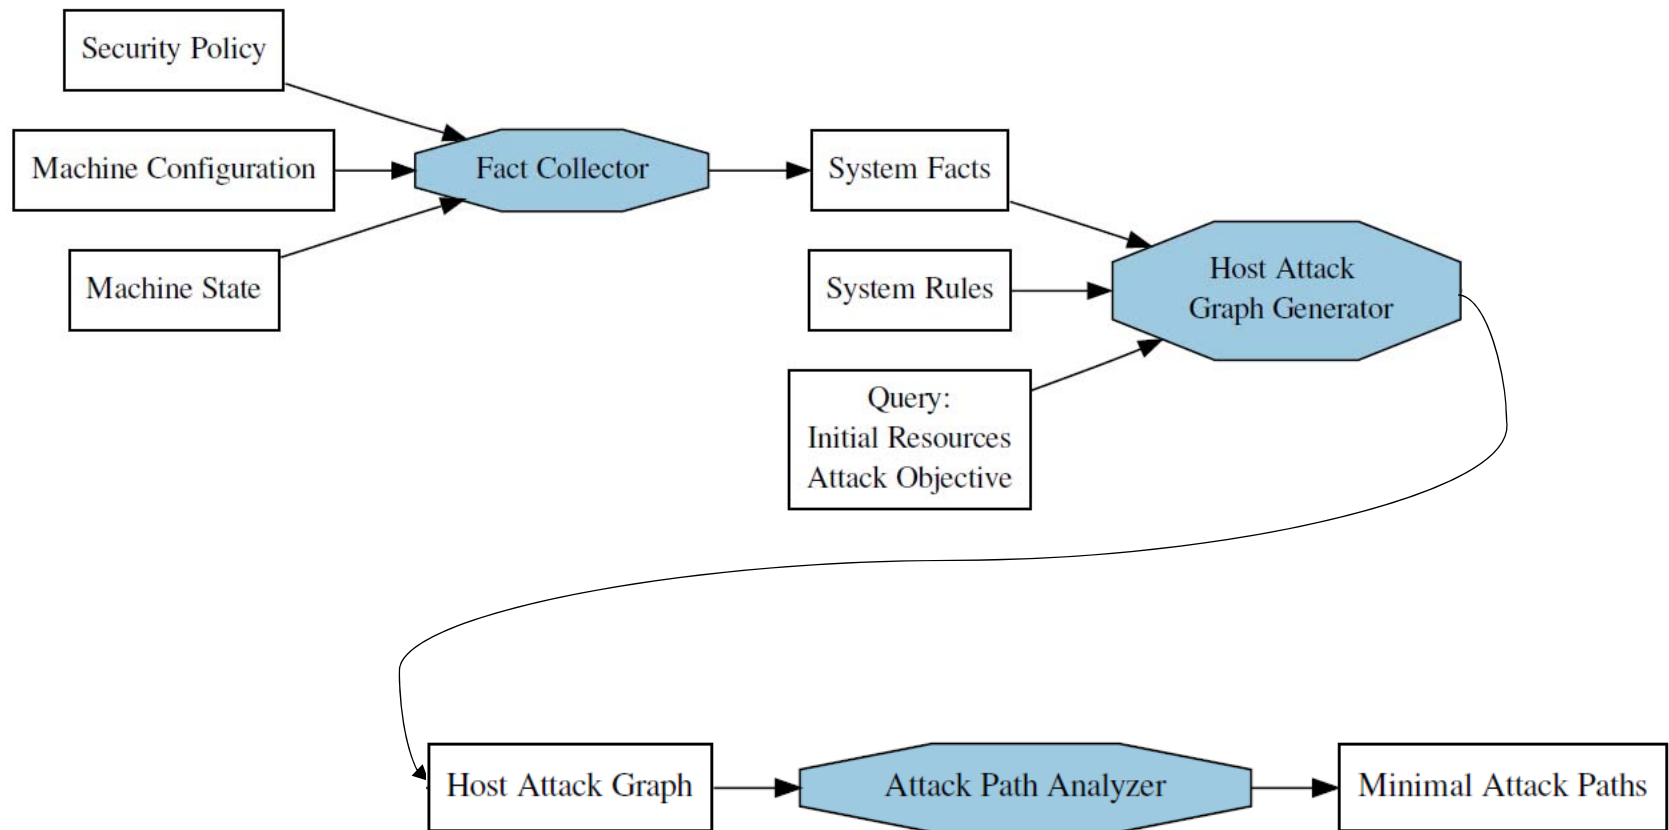 Security Policy
Machine Configuration
Machine State
Fact Collector
System Facts
System Rules
Query:
Initial Resources
Attack Objective
Host Attack
Graph Generator
Host Attack Graph
Attack Path Analyzer
Minimal Attack Paths